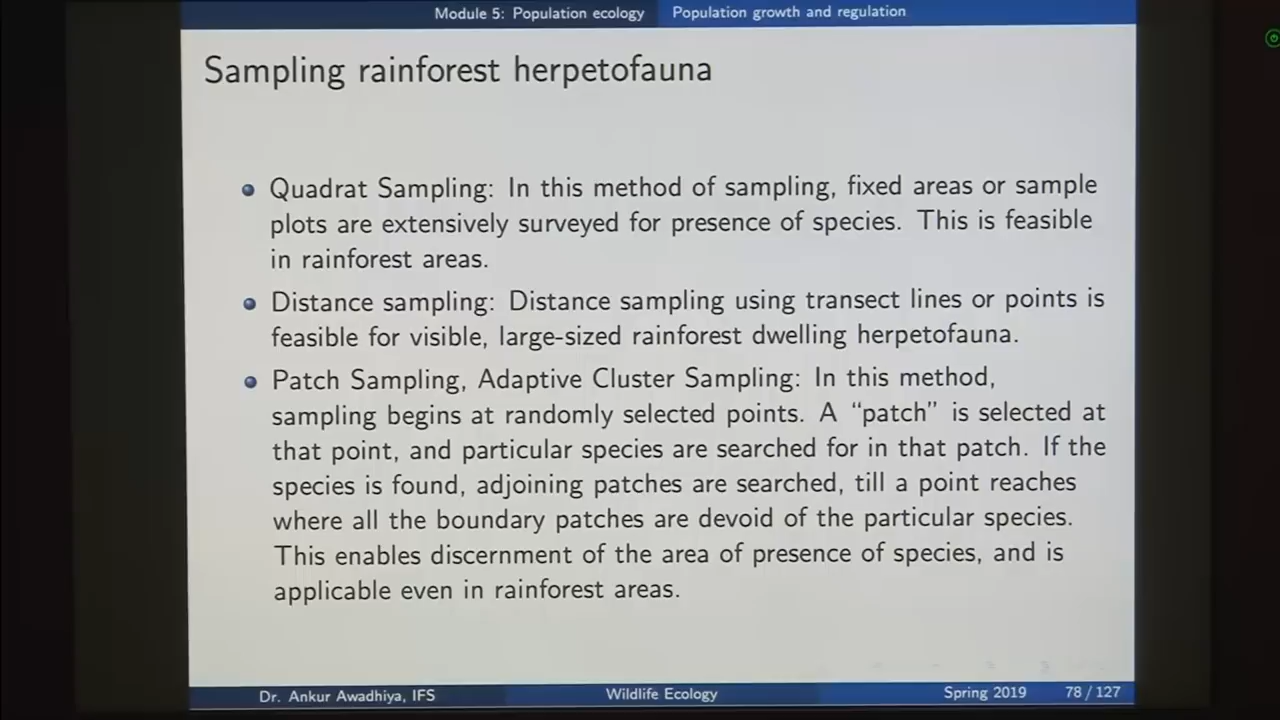 Module 5: Population ecology Population growth and regulation
Sampling rainforest herpetofauna
Quadrat Sampling: In this method of sampling, fixed areas or sample
plots are extensively surveyed for presence of species. This is feasible
in rainforest areas.
Distance sampling: Distance sampling using transect lines or points is
feasible for visible, large-sized rainforest dwelling herpetofauna.
Patch Sampling, Adaptive Cluster Sampling: In this method,
sampling begins at randomly selected points. A “patch” is selected at
that point, and particular species are searched for in that patch. If the
species is found, adjoining patches are searched, till a point reaches
where all the boundary patches are devoid of the particular species.
This enables discernment of the area of presence of species, and is
applicable even in rainforest areas.
Dr. Ankur Awadhiya, IFS Wildlife Ecology Spring 2019 78 / 127